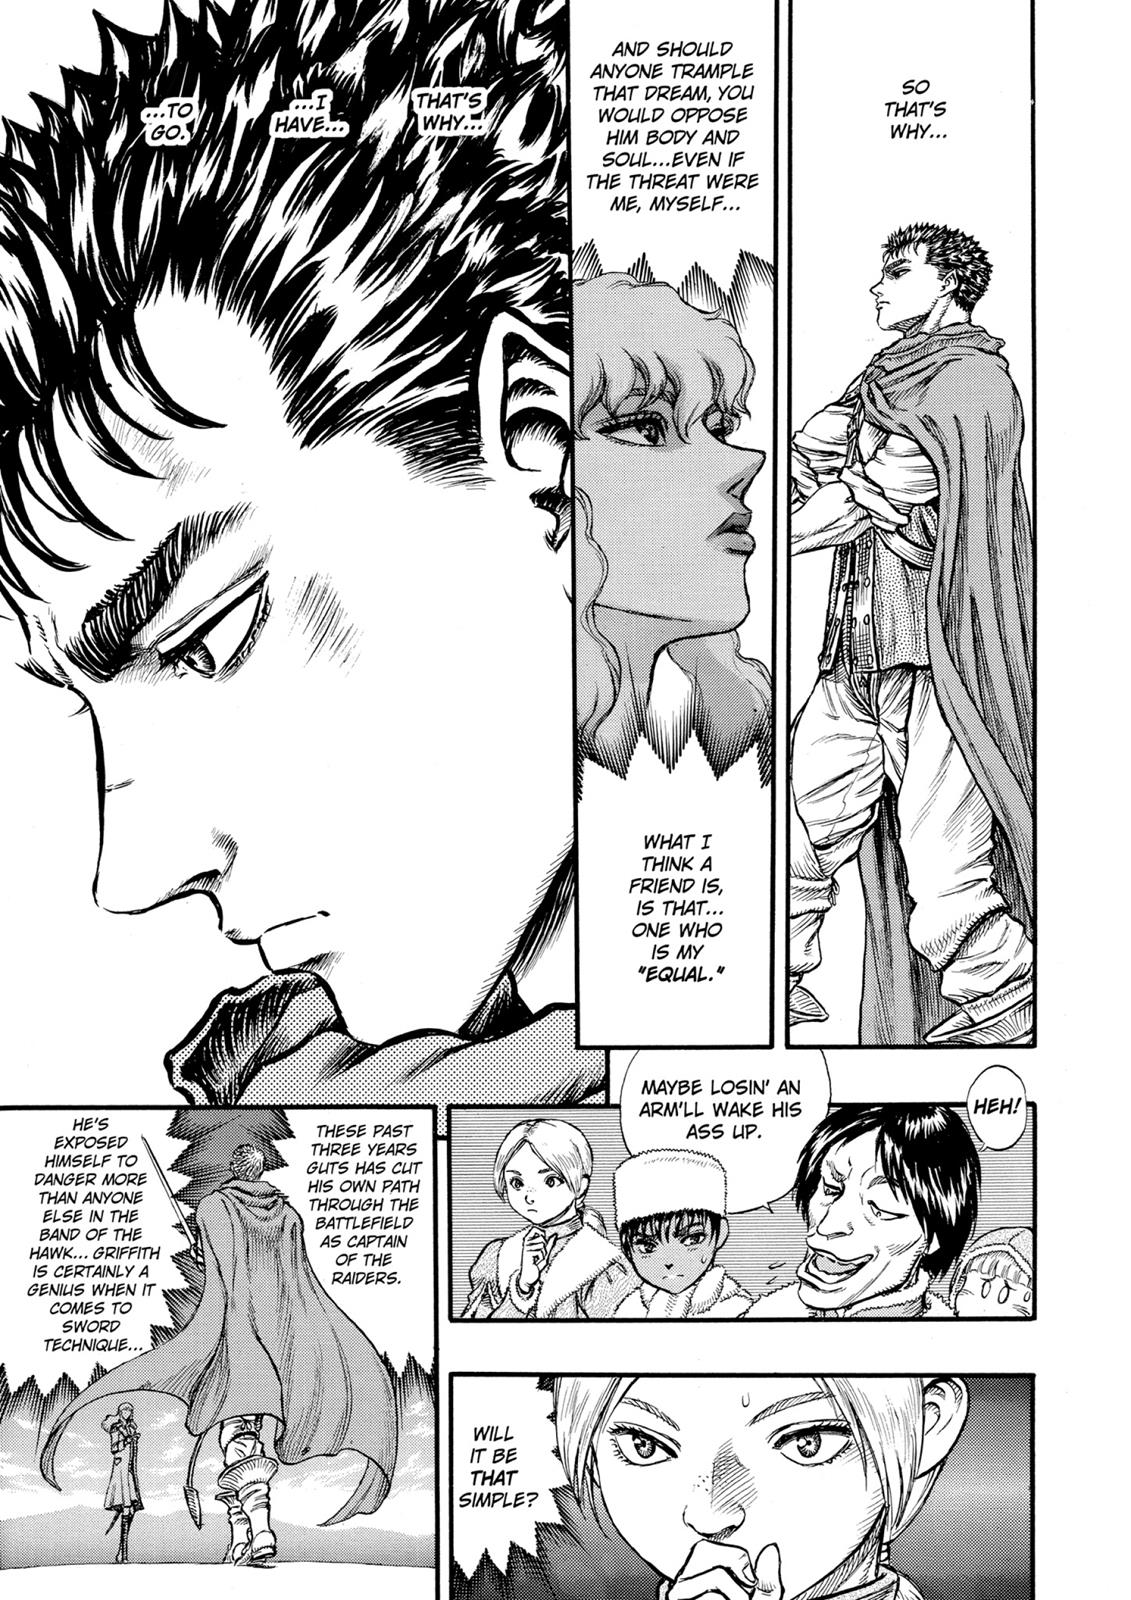 SO
THAT'S
WHY...
AND SHOULD
ANYONE TRAMPLE
THAT DREAM, YOU
WOULD OPPOSE
HIM BODY AND
SOUL...EVEN IF
THE THREAT WERE
ME, MYSELF...
WHAT I
THINK A
FRIEND IS,
IS THAT...
ONE WHO
IS MY
"EQUAL."
THAT'S
WHY...
...I
HAVE...
...TO
GO.
HEH!
MAYBE LOSIN' AN
ARM'LL WAKE HIS
ASS UP.
WILL
IT BE
THAT
SIMPLE?
THESE PAST
THREE YEARS
GUTS HAS CUT
HIS OWN PATH
THROUGH THE
BATTLEFIELD
AS CAPTAIN
OF THE
RAIDERS.
HE'S
EXPOSED
HIMSELF TO
DANGER MORE
THAN ANYONE
ELSE IN THE
BAND OF THE
HAWK... GRIFFITH
IS CERTAINLY A
GENIUS WHEN IT
COMES TO
SWORD
TECHNIQUE...